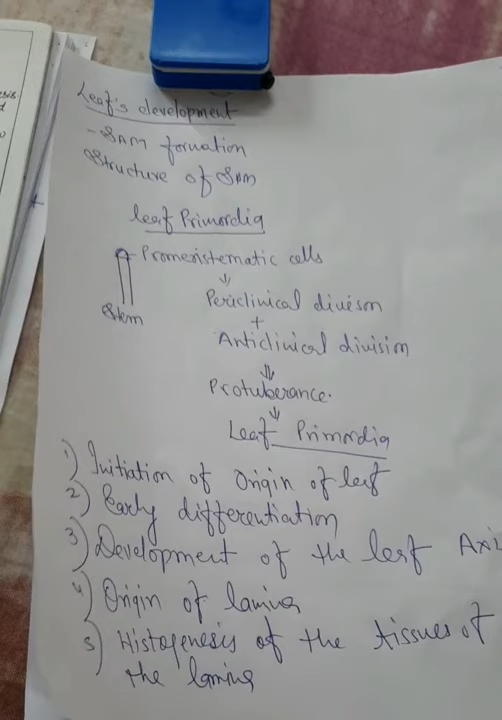 Leaf's development
- SAM formation
Structure of SAM
leaf Primordia
Promeristematic cells
⇓
Stem
Periclinical divison
+
Anticlinical division
⇓
Protuberance.
⇓
Leaf Primordia
1) Initiation of Origin of leaf
2) Early differentiation
3) Development of the leaf Axi
4) Origin of lamina
5) Histogenesis of the tissues of
the lamina